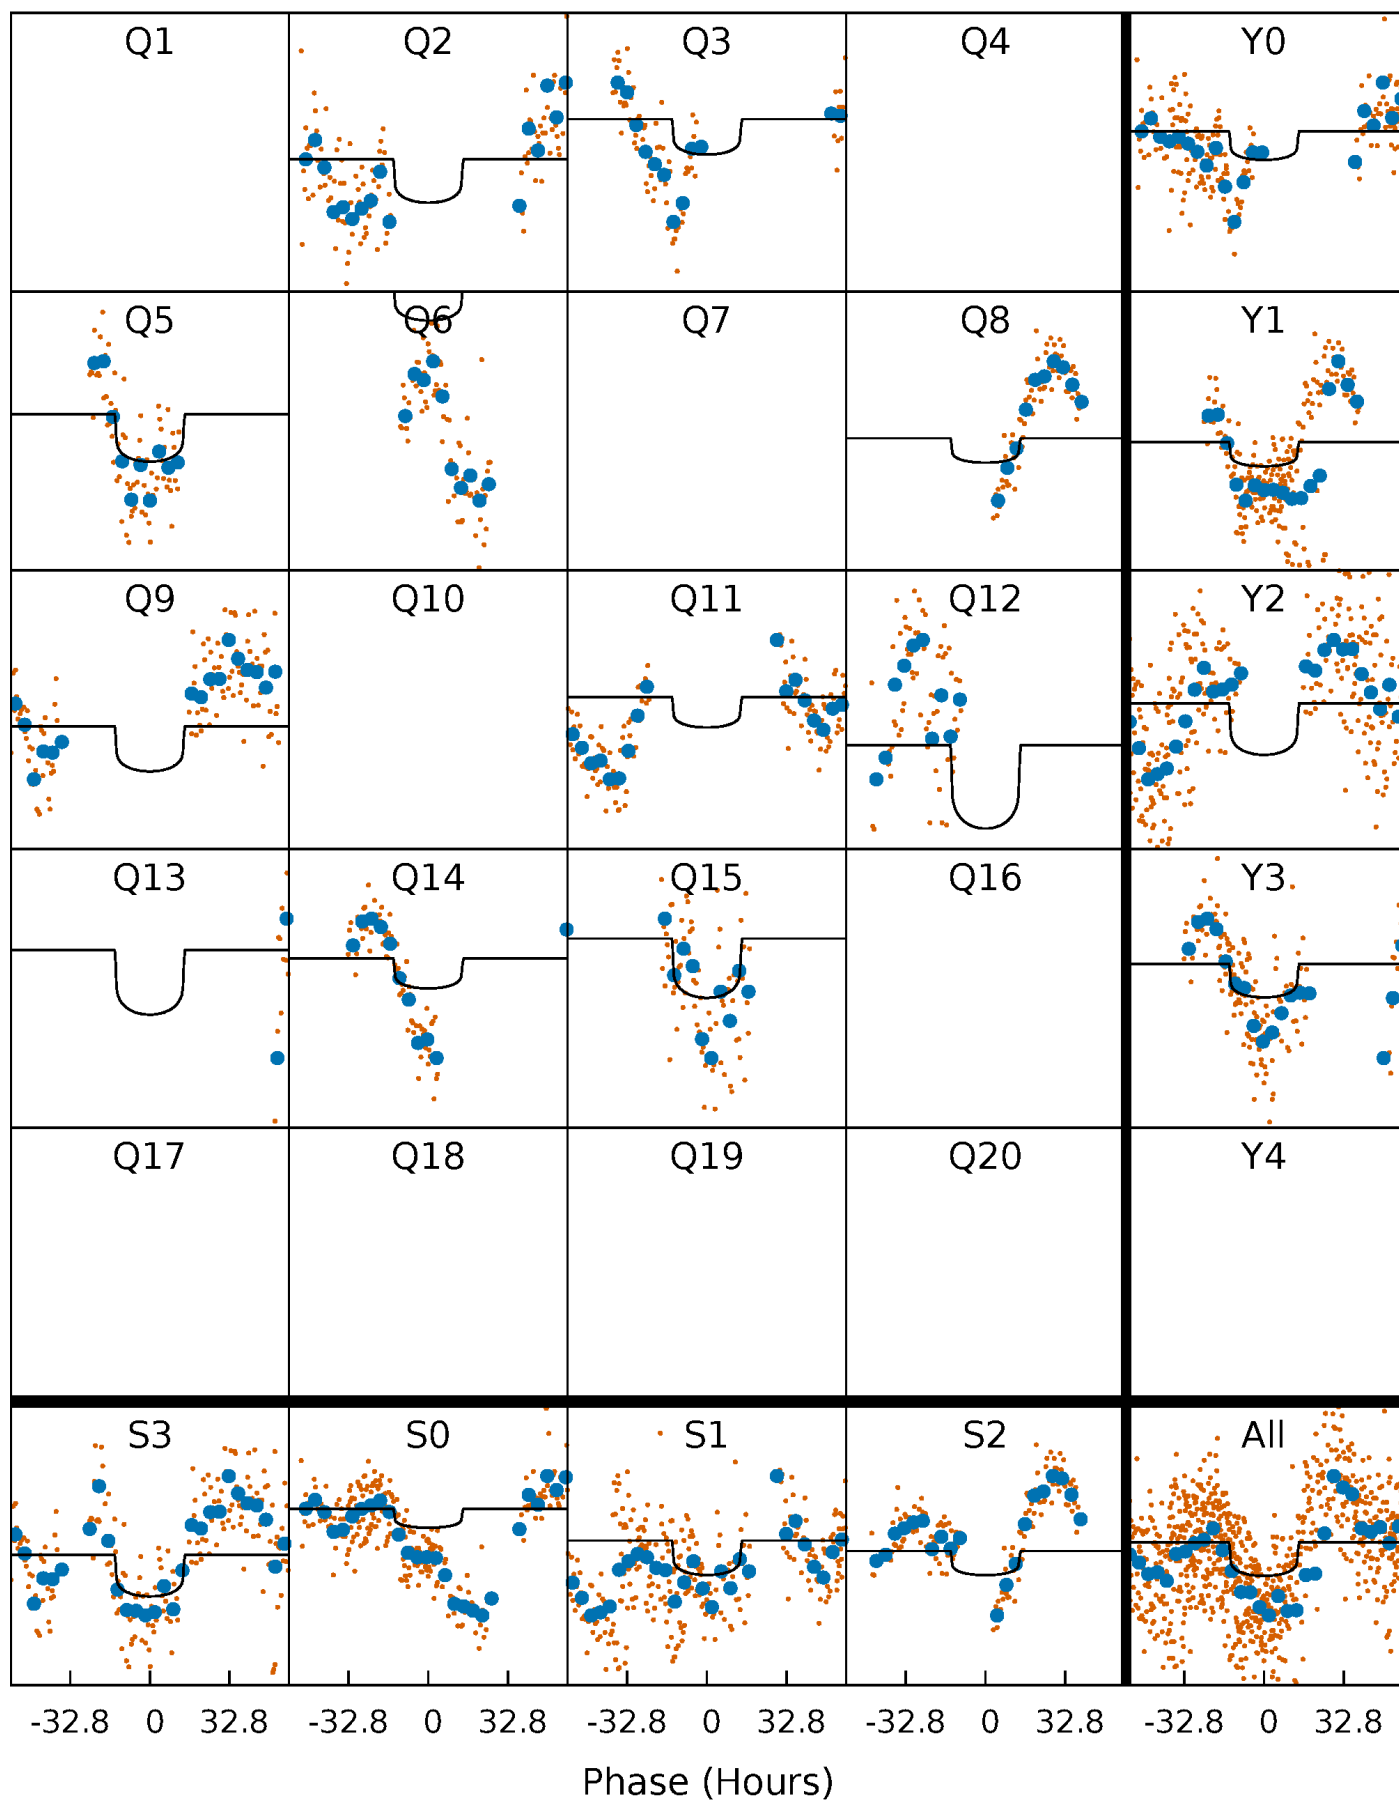 Q1 Q2 Q3 Q4 Y0
Q5 Q6 Q7 Q8 Y1
Q9 Q10 Q11 Q12 Y2
Q13 Q14 Q15 Q16 Y3
Q17 Q18 Q19 Q20 Y4
S3 S0 S1 S2 All
-32.8 0 32.8 -32.8 0 32.8 -32.8 0 32.8 -32.8 0 32.8 -32.8 0 32.8
Phase (Hours)